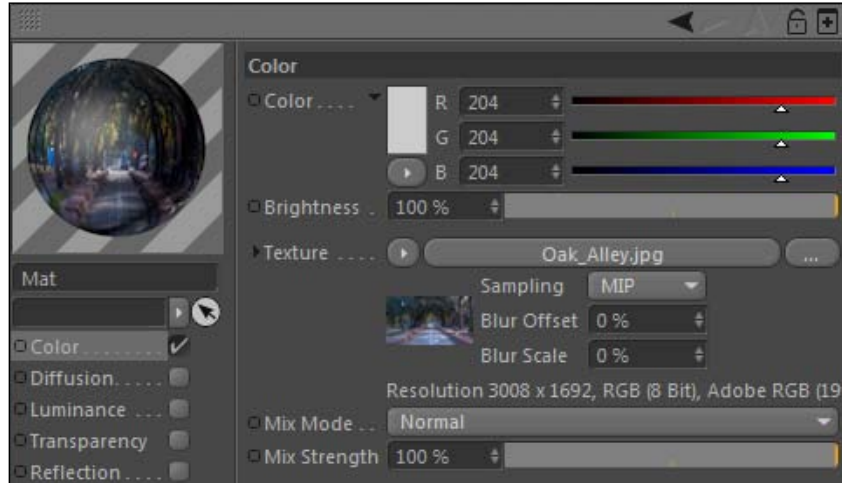 Color
Color . . . . R 204
G 204
B 204
Brightness . 100 %
Texture . . . . . Oak_Alley.jpg ...
Sampling MIP
Blur Offset 0 %
Blur Scale 0 %
Resolution 3008 x 1692, RGB (8 Bit), Adobe RGB (19
Mix Mode . . Normal
Mix Strength 100 %
Mat
Color . . . . . . . .
Diffusion. . . . .
Luminance . . .
Transparency
Reflection . . . .